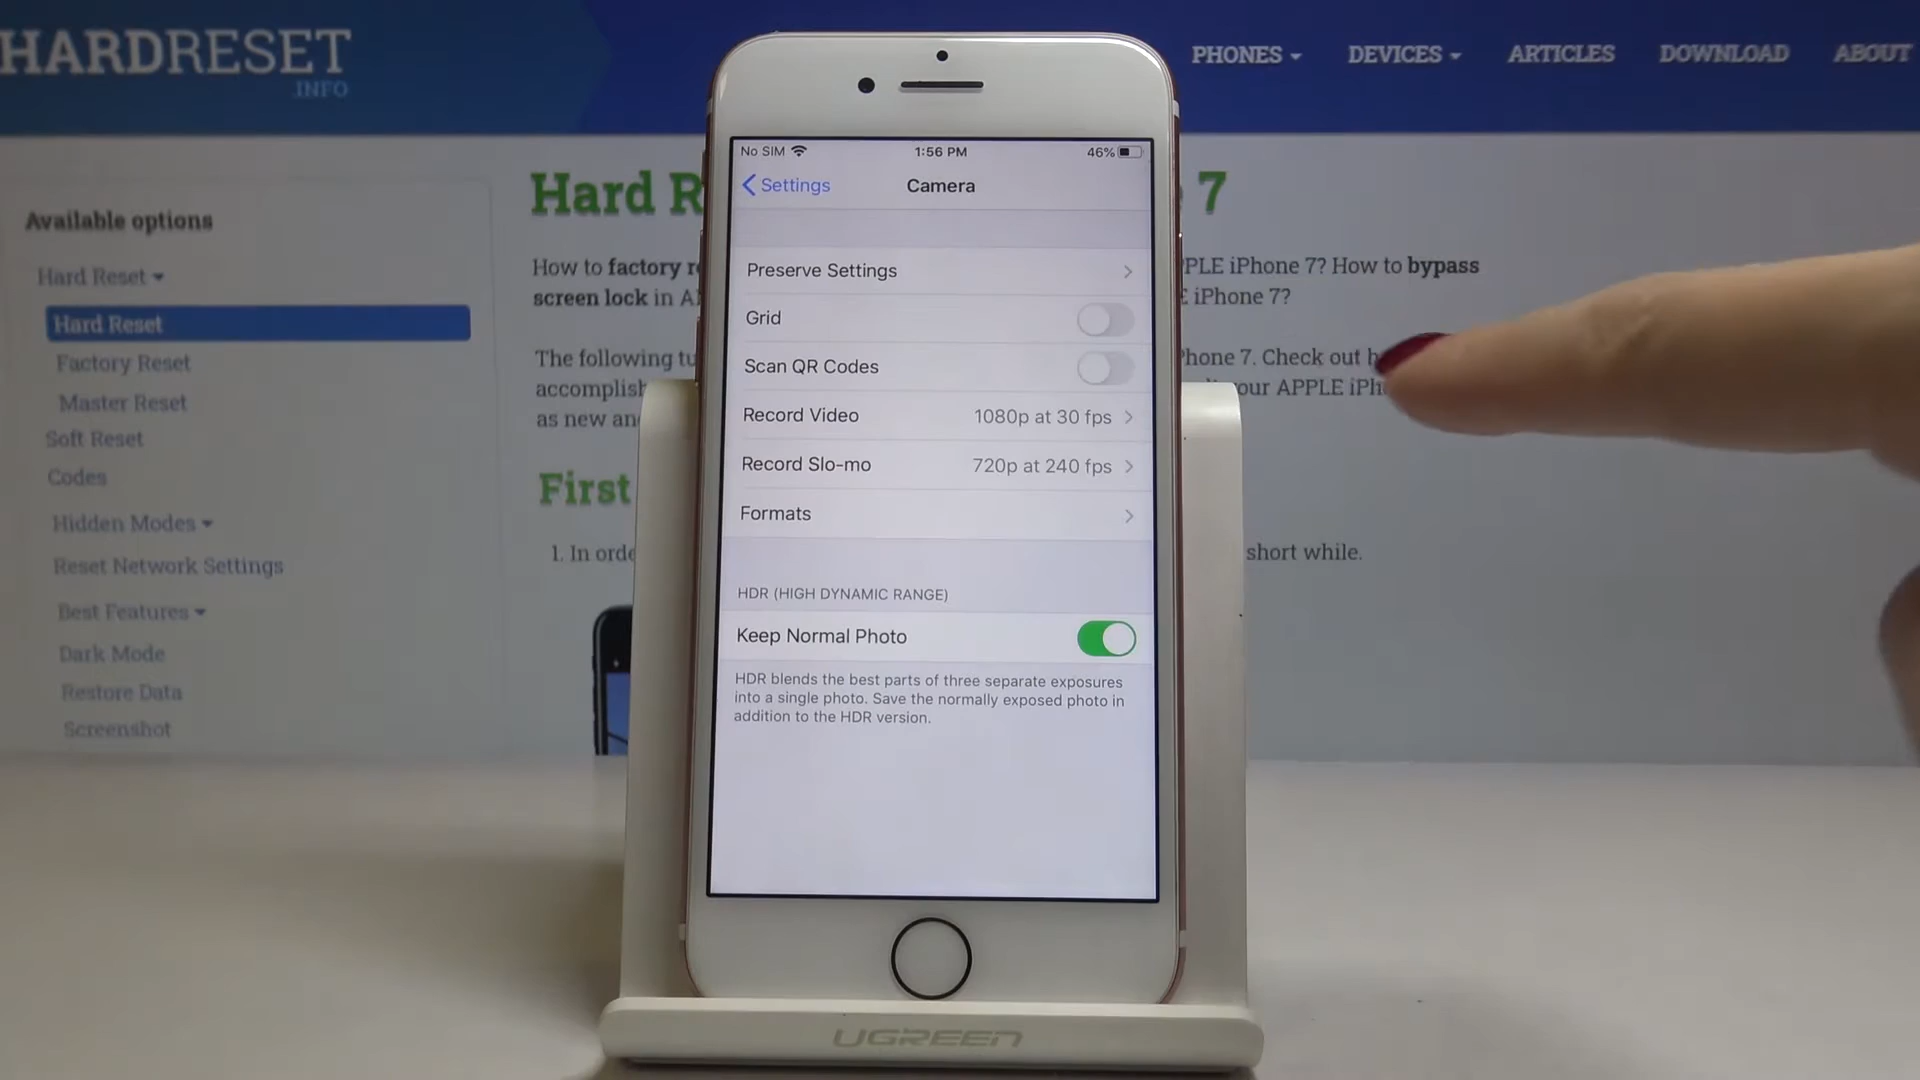 HARDRESET
.INFO
PHONES
DEVICES
ARTICLES
DOWNLOAD
ABOUT
Available options
Hard Reset
Hard Reset
Factory Reset
Master Reset
Soft Reset
Codes
Hidden Modes
Reset Network Settings
Best Features
Dark Mode
Restore Data
Screenshot
Hard R
7
How to factory r
PLE iPhone 7? How to bypass
screen lock in A
iPhone 7?
The following tu
hone 7. Check out
accomplish
your APPLE iPh
as new an
First
1. In orde
short while.
No SIM
1:56 PM
46%
Settings
Camera
Preserve Settings
Grid
Scan QR Codes
Record Video 1080p at 30 fps
Record Slo-mo 720p at 240 fps
Formats
HDR (HIGH DYNAMIC RANGE)
Keep Normal Photo
HDR blends the best parts of three separate exposures
into a single photo. Save the normally exposed photo in
addition to the HDR version.
UGREEN